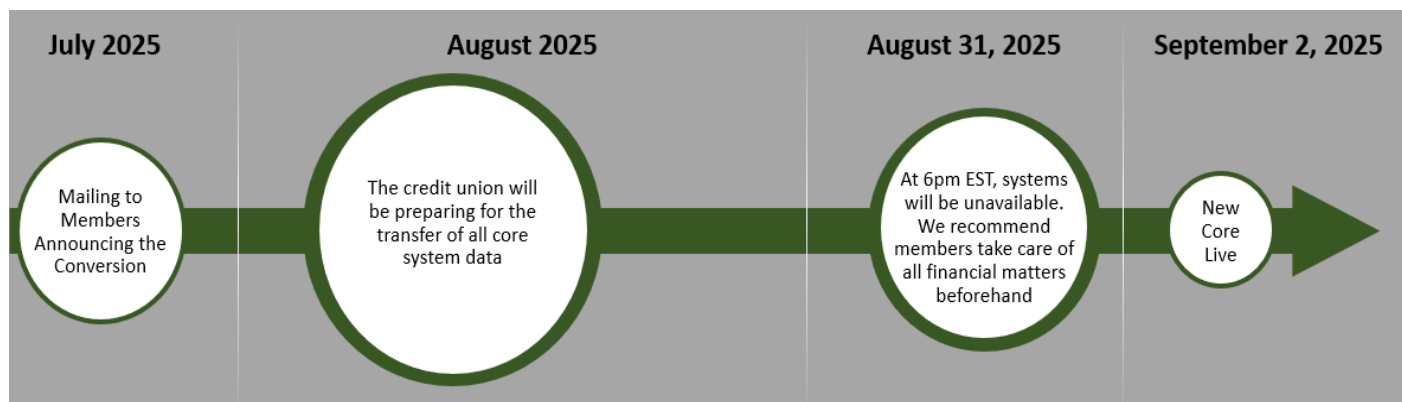 July 2025
August 2025
August 31, 2025
September 2, 2025
Mailing to
Members
Announcing the
Conversion
The credit union will
be preparing for the
transfer of all core
system data
At 6pm EST, systems
will be unavailable.
We recommend
members take care of
all financial matters
beforehand
New
Core
Live